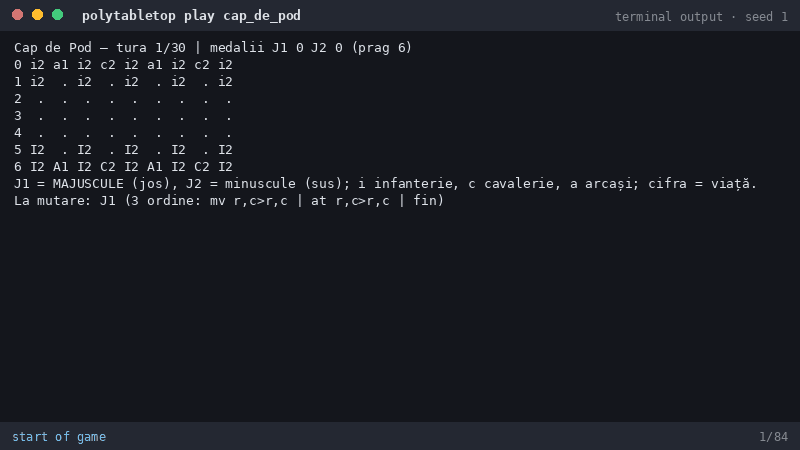 polytabletop play cap_de_pod
terminal output · seed 1
Cap de Pod — tura 1/30 | medalii J1 0 J2 0 (prag 6)
0 i2 a1 i2 c2 i2 a1 i2 c2 i2
1 i2  . i2  . i2  . i2  . i2
2  .  .  .  .  .  .  .  .  .
3  .  .  .  .  .  .  .  .  .
4  .  .  .  .  .  .  .  .  .
5 I2  . I2  . I2  . I2  . I2
6 I2 A1 I2 C2 I2 A1 I2 C2 I2
J1 = MAJUSCULE (jos), J2 = minuscule (sus); i infanterie, c cavalerie, a arcași; cifra = viață.
La mutare: J1 (3 ordine: mv r,c>r,c | at r,c>r,c | fin)
start of game
1/84